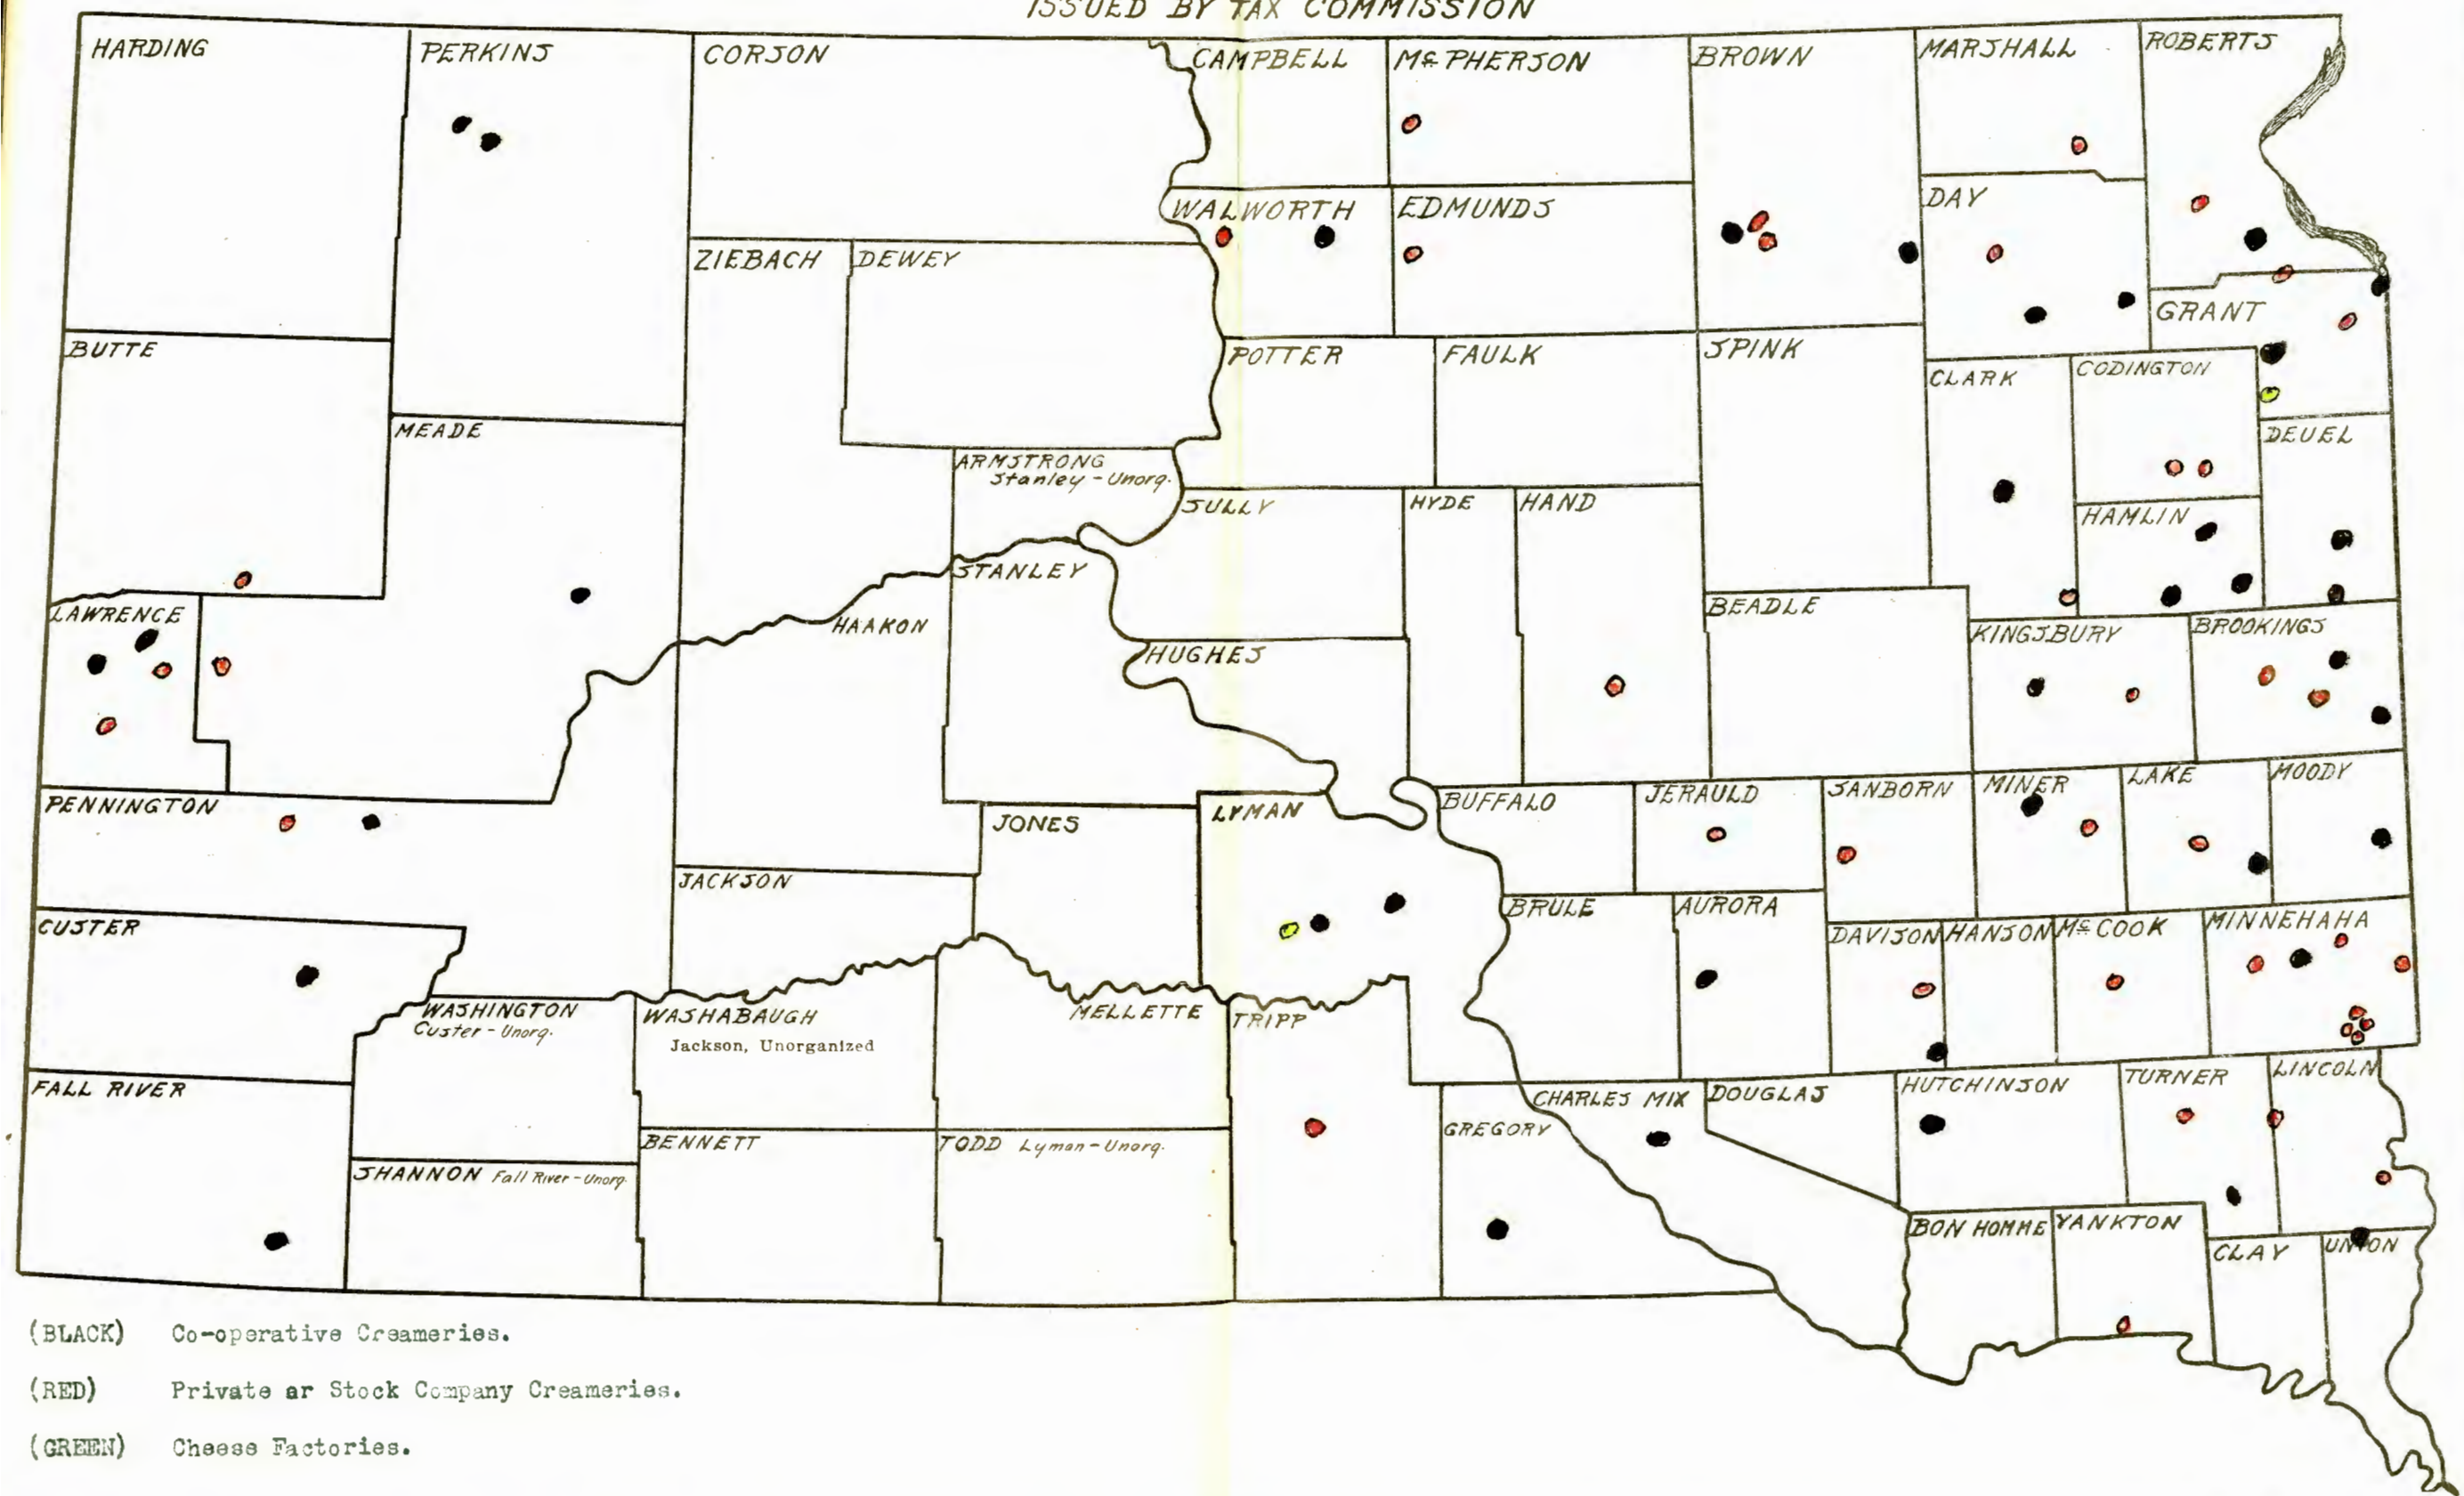 ISSUED BY TAX COMMISSION
HARDING
PERKINS
CORSON
CAMPBELL
McPHERSON
BROWN
MARSHALL
ROBERTS
WALWORTH
EDMUNDS
DAY
ZIEBACH
DEWEY
GRANT
BUTTE
POTTER
FAULK
SPINK
CLARK
CODINGTON
MEADE
DEUEL
ARMSTRONG
Stanley - Unorg.
SULLY
HYDE
HAND
HAMLIN
STANLEY
LAWRENCE
HAAKON
BEADLE
KINGSBURY
BROOKINGS
HUGHES
PENNINGTON
JONES
LYMAN
BUFFALO
JERAULD
SANBORN
MINER
LAKE
MOODY
JACKSON
BRULE
AURORA
CUSTER
DAVISON
HANSON
McCOOK
MINNEHAHA
WASHINGTON
Custer - Unorg.
WASHABAUGH
Jackson, Unorganized
MELLETTE
TRIPP
FALL RIVER
CHARLES MIX
DOUGLAS
HUTCHINSON
TURNER
LINCOLN
GREGORY
BENNETT
TODD Lyman - Unorg.
SHANNON Fall River - Unorg.
BON HOMME
YANKTON
CLAY
UNION
(BLACK) Co-operative Creameries.
(RED) Private ar Stock Company Creameries.
(GREEN) Cheese Factories.